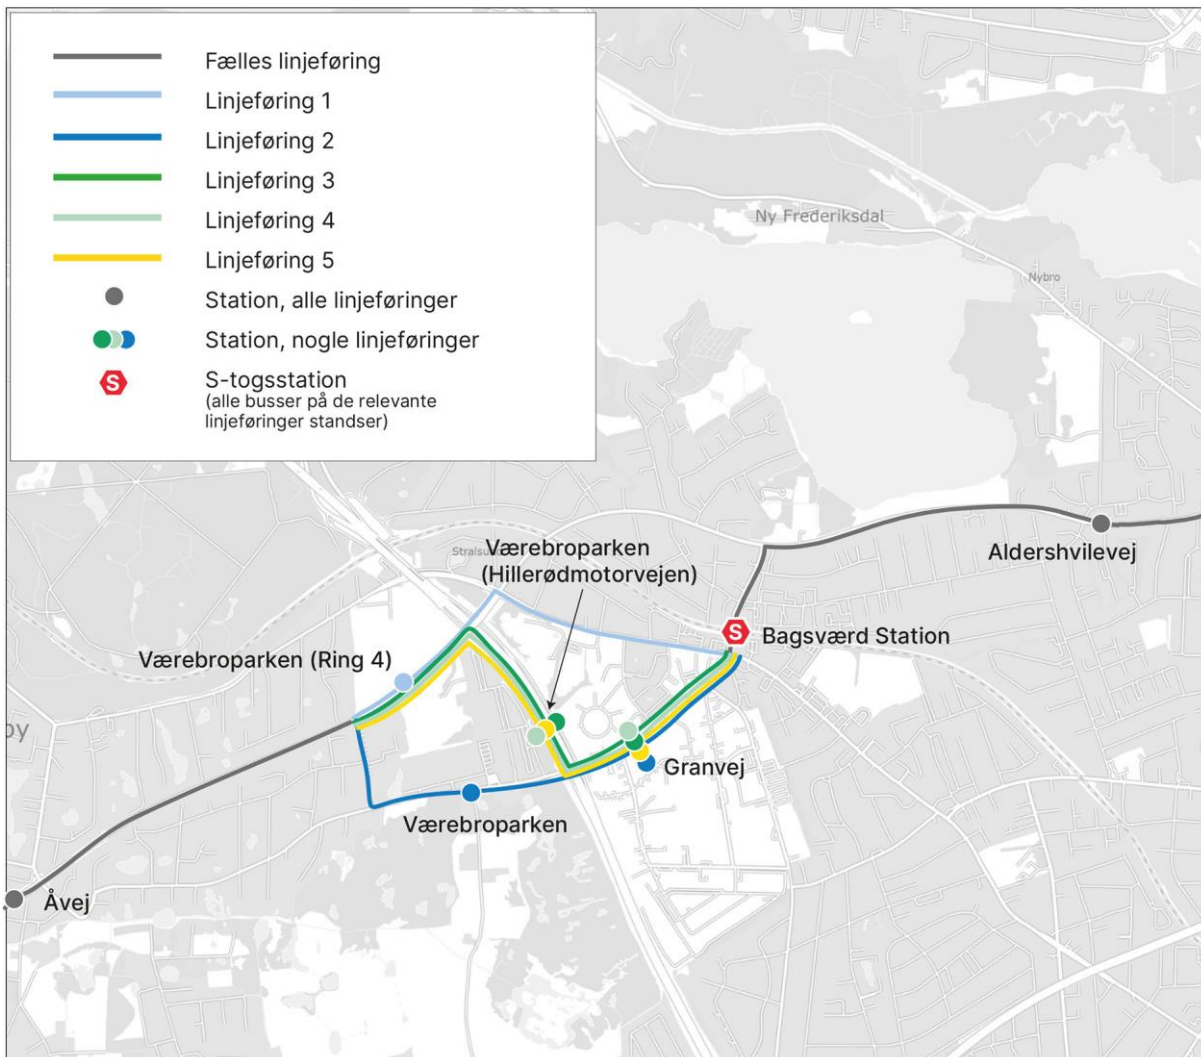 Fælles linjeføring
Linjeføring 1
Linjeføring 2
Linjeføring 3
Linjeføring 4
Linjeføring 5
Station, alle linjeføringer
Station, nogle linjeføringer
S
S-togsstation
(alle busser på de relevante
linjeføringer standser)
Ny Frederiksdal
Nybro
Værebroparken
(Hillerødmotorvejen)
Aldershvilevej
S
Bagsværd Station
Værebroparken (Ring 4)
Granvej
Værebroparken
Åvej